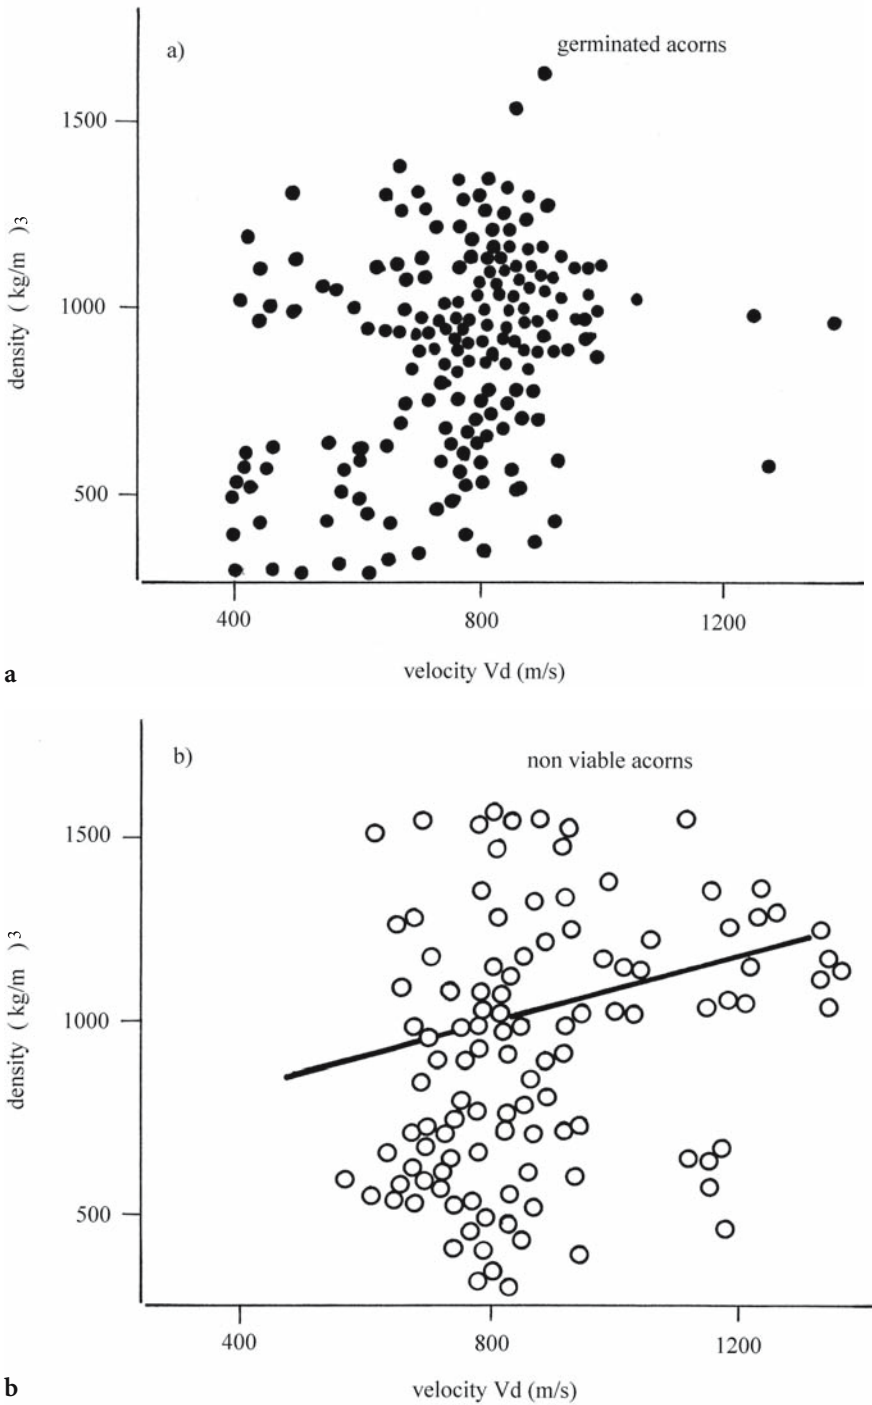 a)
germinated acorns
1500
1000
500
density ( kg/m )3
400 800 1200
velocity Vd (m/s)
a
b)
non viable acorns
1500
1000
500
density ( kg/m )3
400 800 1200
velocity Vd (m/s)
b